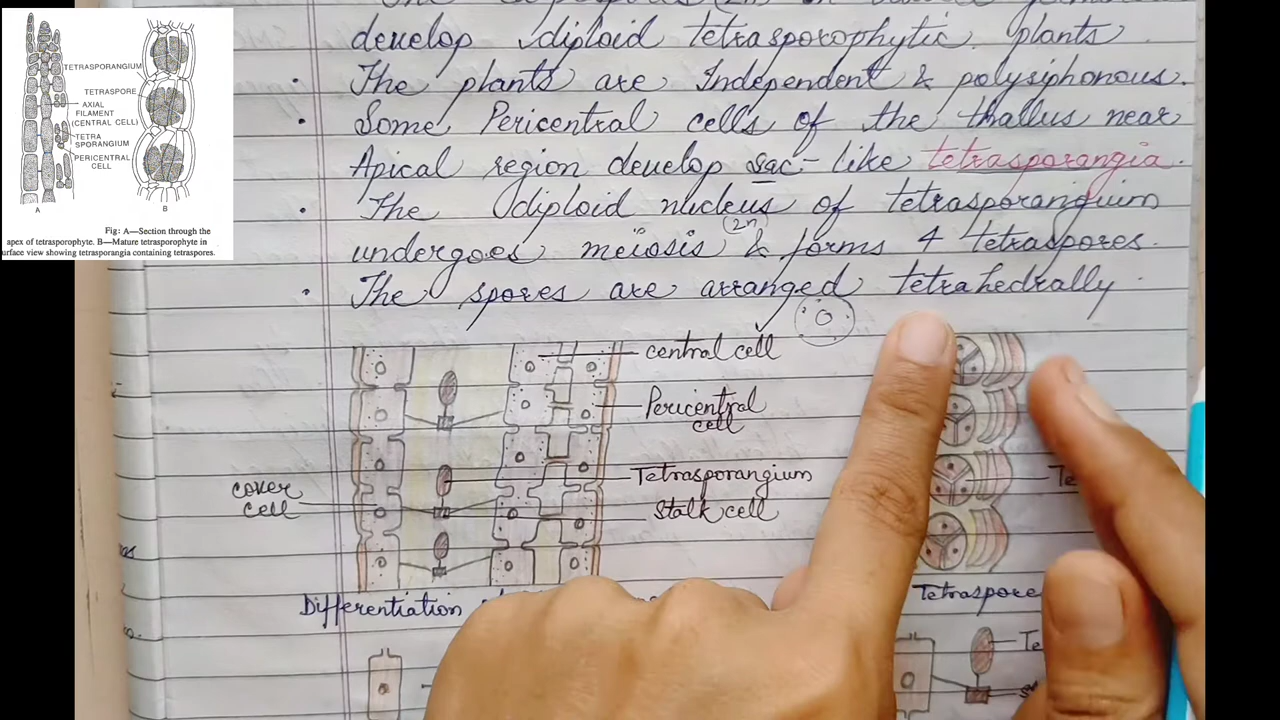 TETRASPORANGIUM
TETRASPORE
AXIAL
FILAMENT
(CENTRAL CELL)
TETRA
SPORANGIUM
PERICENTRAL
CELL
A
B
Fig: A—Section through the
apex of tetrasporophyte. B—Mature tetrasporophyte in
urface view showing tetrasporangia containing tetraspores.
develop diploid tetrasporophytic plants
• The plants are Independent & polysiphonous.
• Some Pericentral cells of the thallus near
Apical region develop sac-like tetrasporangia.
• The diploid nucleus of tetrasporangium
(2n)
undergoes meiosis & forms 4 tetraspores.
• The spores are arranged tetrahedrally.
central cell
Pericentral
cell
Tetrasporangium
cover
cell
Stalk cell
Te
Differentiation
Tetraspore
Te